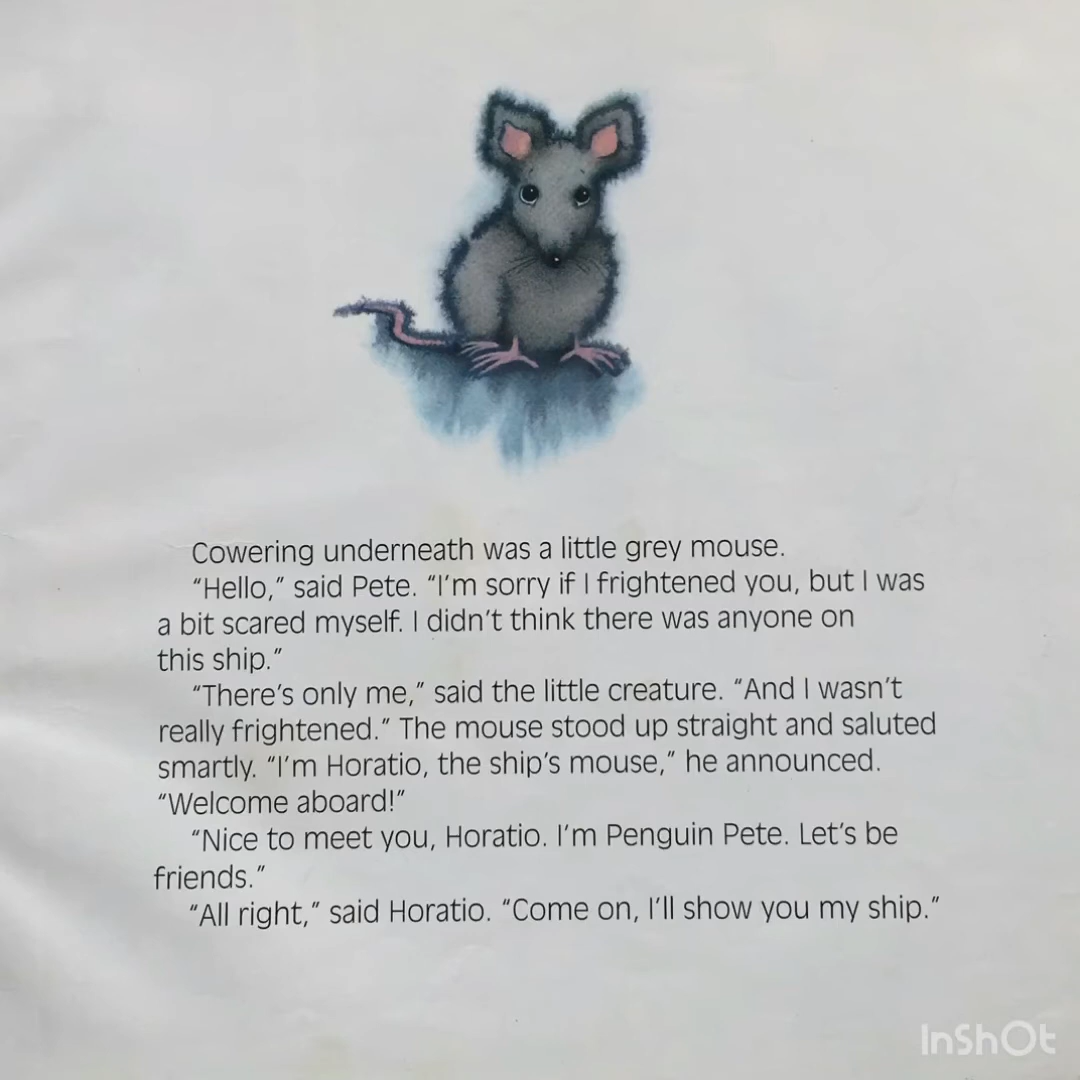 Cowering underneath was a little grey mouse.
“Hello,” said Pete. “I’m sorry if I frightened you, but I was
a bit scared myself. I didn’t think there was anyone on
this ship.”
“There’s only me,” said the little creature. “And I wasn’t
really frightened.” The mouse stood up straight and saluted
smartly. “I’m Horatio, the ship’s mouse,” he announced.
“Welcome aboard!”
“Nice to meet you, Horatio. I’m Penguin Pete. Let’s be
friends.”
“All right,” said Horatio. “Come on, I’ll show you my ship.”
InShOt